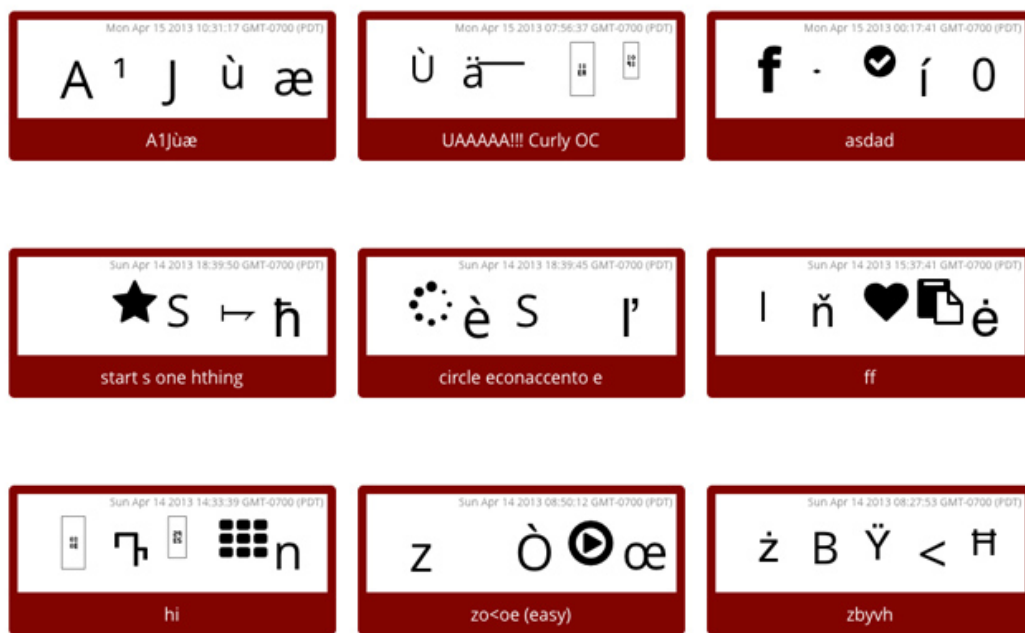 Mon Apr 15 2013 10:31:17 GMT-0700 (PDT)
A ¹ J ù æ
A1Jùæ
Mon Apr 15 2013 07:56:37 GMT-0700 (PDT)
Ù ä
UAAAAA!!! Curly OC
Mon Apr 15 2013 00:17:41 GMT-0700 (PDT)
f · í 0
asdad
Sun Apr 14 2013 18:39:50 GMT-0700 (PDT)
S ħ
start s one hthing
Sun Apr 14 2013 18:39:45 GMT-0700 (PDT)
è S ľ
circle econaccento e
Sun Apr 14 2013 15:37:41 GMT-0700 (PDT)
l ň ė
ff
Sun Apr 14 2013 14:33:39 GMT-0700 (PDT)
n
hi
Sun Apr 14 2013 08:50:12 GMT-0700 (PDT)
z Ò œ
zo<oe (easy)
Sun Apr 14 2013 08:27:53 GMT-0700 (PDT)
ż B Ÿ < Ħ
zbyvh